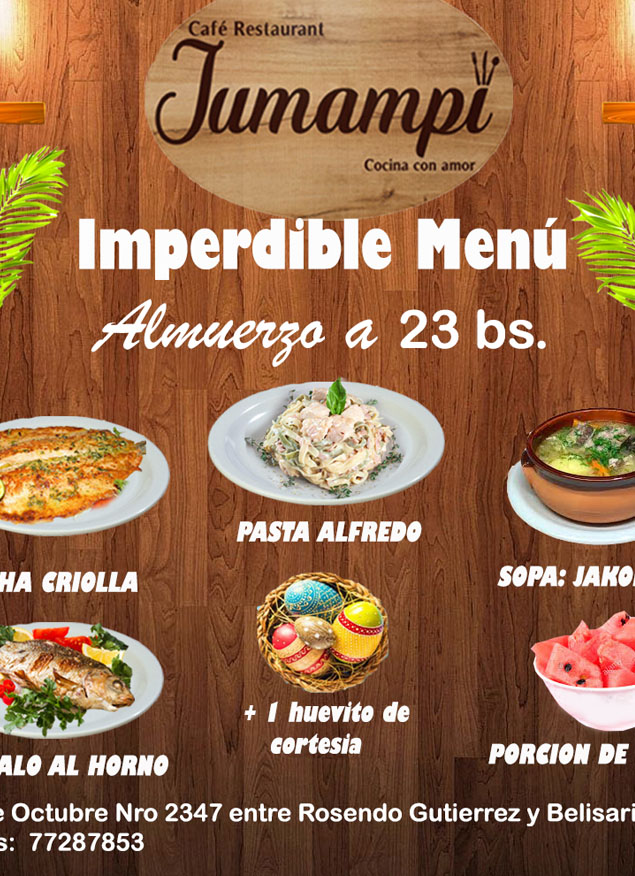 Café Restaurant
Jumampi
Cocina con amor
Imperdible Menú
Almuerzo a 23 bs.
PASTA ALFREDO
HA CRIOLLA
SOPA: JAKO
+ 1 huevito de
cortesia
ALO AL HORNO
PORCION DE
e Octubre Nro 2347 entre Rosendo Gutierrez y Belisari
s: 77287853